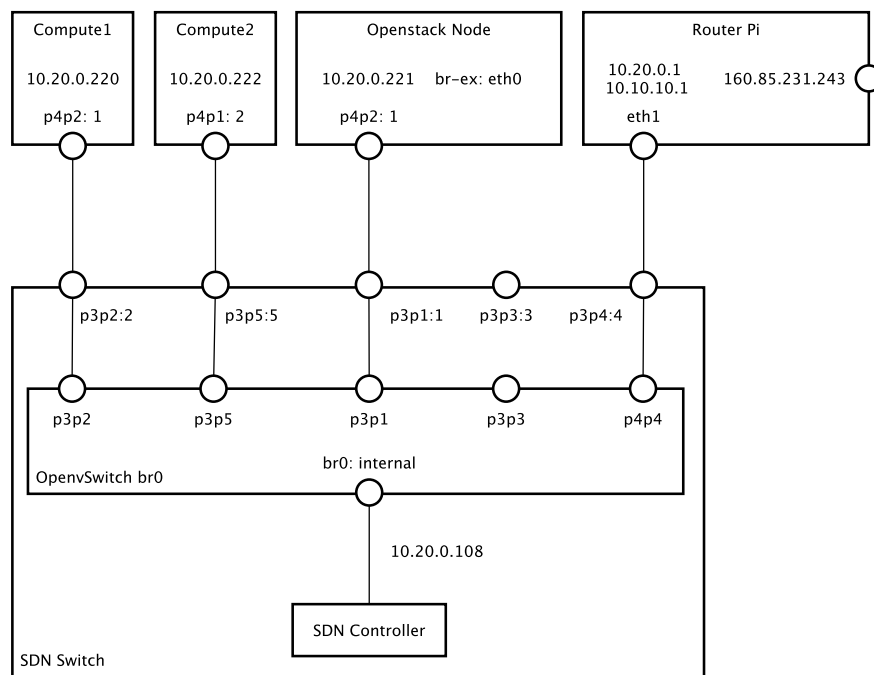 Compute1
10.20.0.220
p4p2: 1
Compute2
10.20.0.222
p4p1: 2
Openstack Node
10.20.0.221 br-ex: eth0
p4p2: 1
Router Pi
10.20.0.1
10.10.10.1
160.85.231.243
eth1
p3p2:2
p3p5:5
p3p1:1
p3p3:3
p3p4:4
p3p2
p3p5
p3p1
p3p3
p4p4
br0: internal
OpenvSwitch br0
10.20.0.108
SDN Controller
SDN Switch